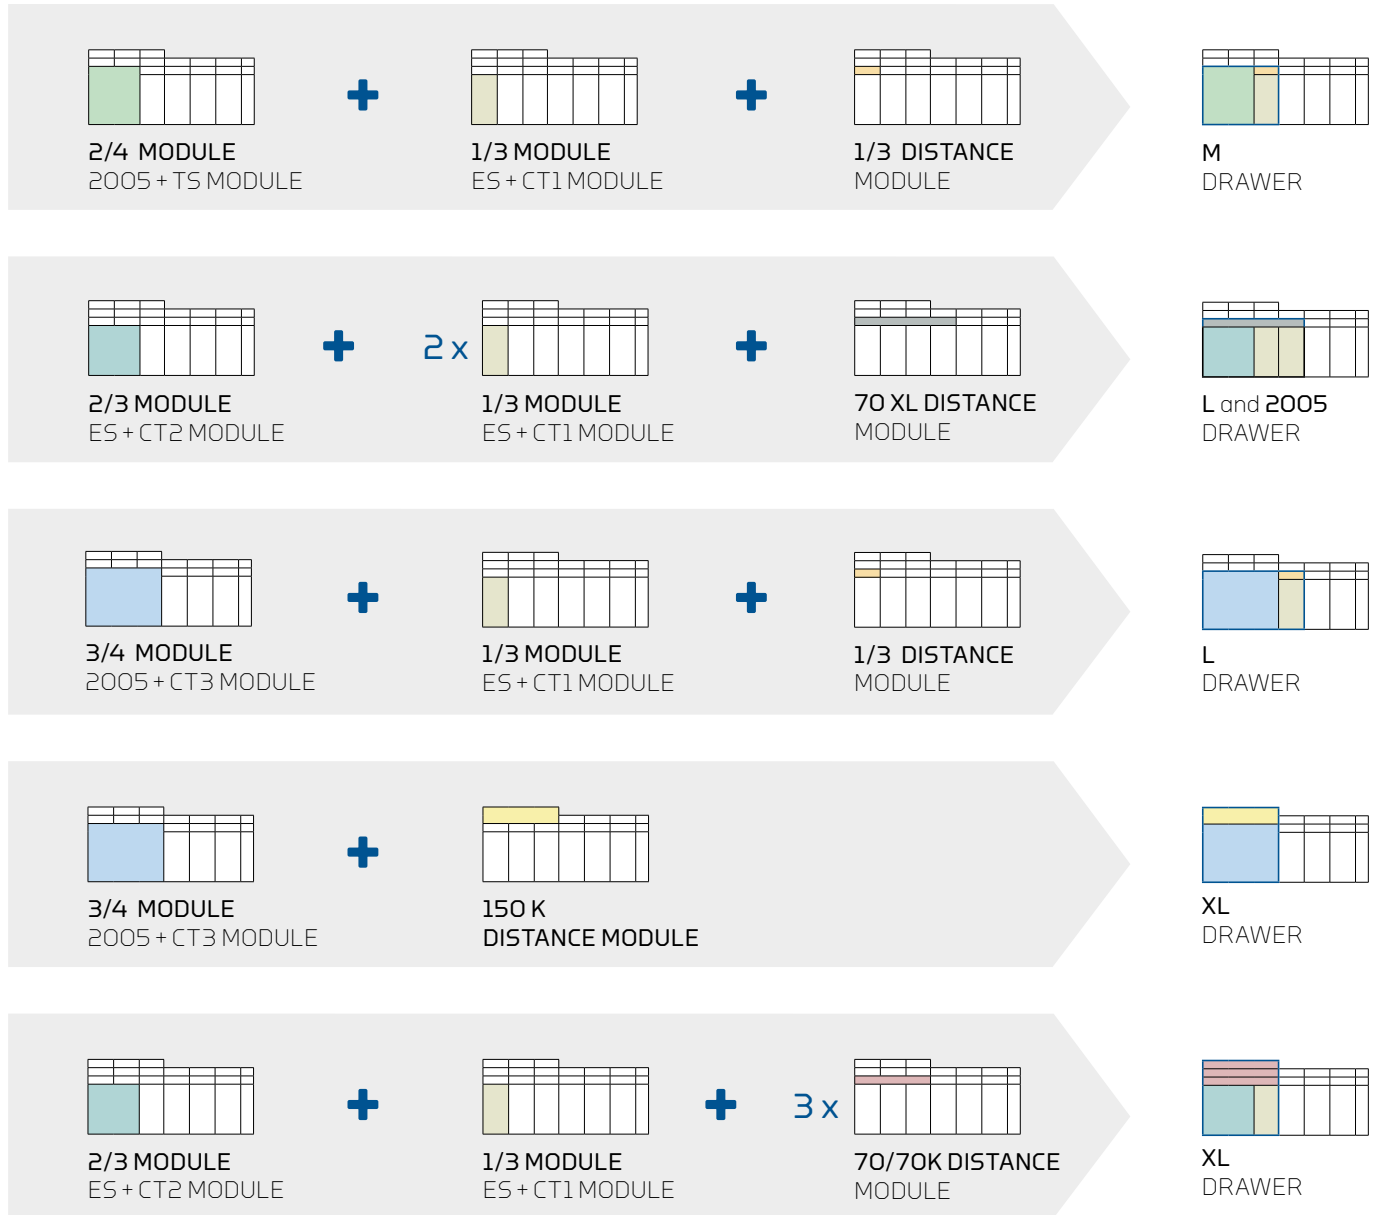 2/4 MODULE
2005 + TS MODULE
1/3 MODULE
ES + CT1 MODULE
1/3 DISTANCE
MODULE
M
DRAWER
2/3 MODULE
ES + CT2 MODULE
2 x
1/3 MODULE
ES + CT1 MODULE
70 XL DISTANCE
MODULE
L and 2005
DRAWER
3/4 MODULE
2005 + CT3 MODULE
1/3 MODULE
ES + CT1 MODULE
1/3 DISTANCE
MODULE
L
DRAWER
3/4 MODULE
2005 + CT3 MODULE
150 K
DISTANCE MODULE
XL
DRAWER
2/3 MODULE
ES + CT2 MODULE
1/3 MODULE
ES + CT1 MODULE
3 x
70/70K DISTANCE
MODULE
XL
DRAWER